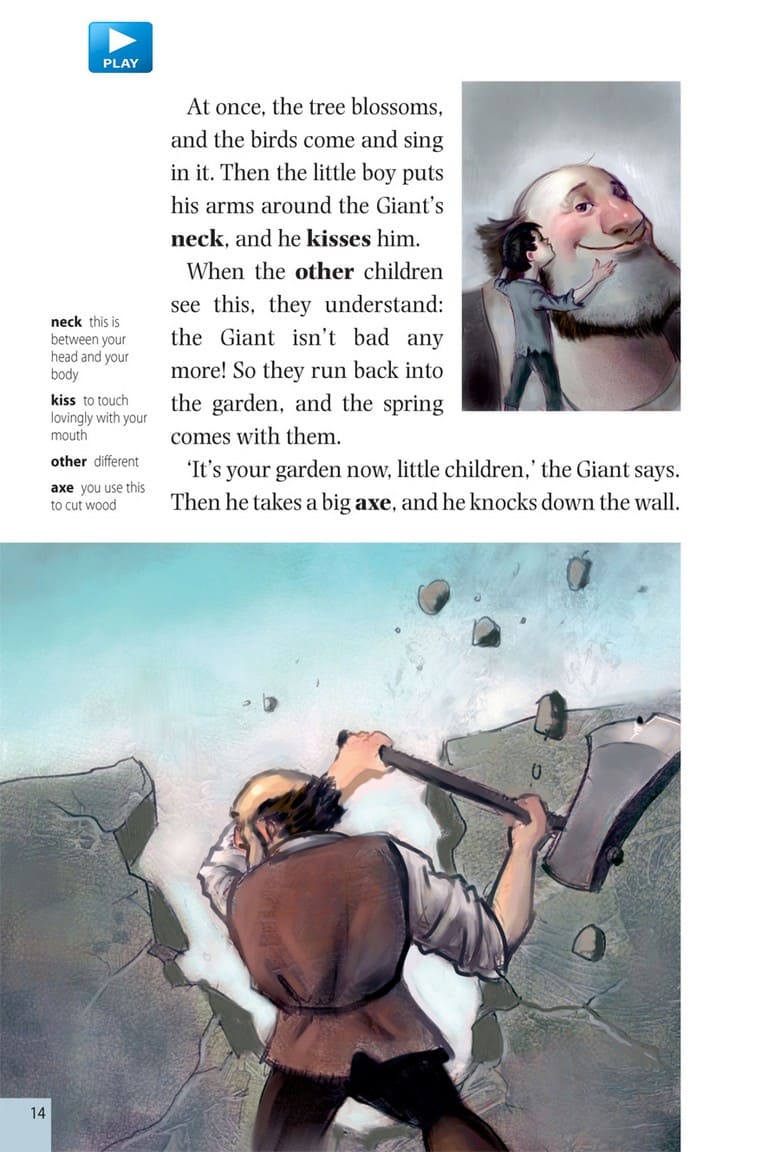 PLAY
At once, the tree blossoms,
and the birds come and sing
in it. Then the little boy puts
his arms around the Giant’s
neck, and he kisses him.
When the other children
see this, they understand:
the Giant isn’t bad any
more! So they run back into
the garden, and the spring
comes with them.
‘It’s your garden now, little children,’ the Giant says.
Then he takes a big axe, and he knocks down the wall.
neck this is
between your
head and your
body
kiss to touch
lovingly with your
mouth
other different
axe you use this
to cut wood
14